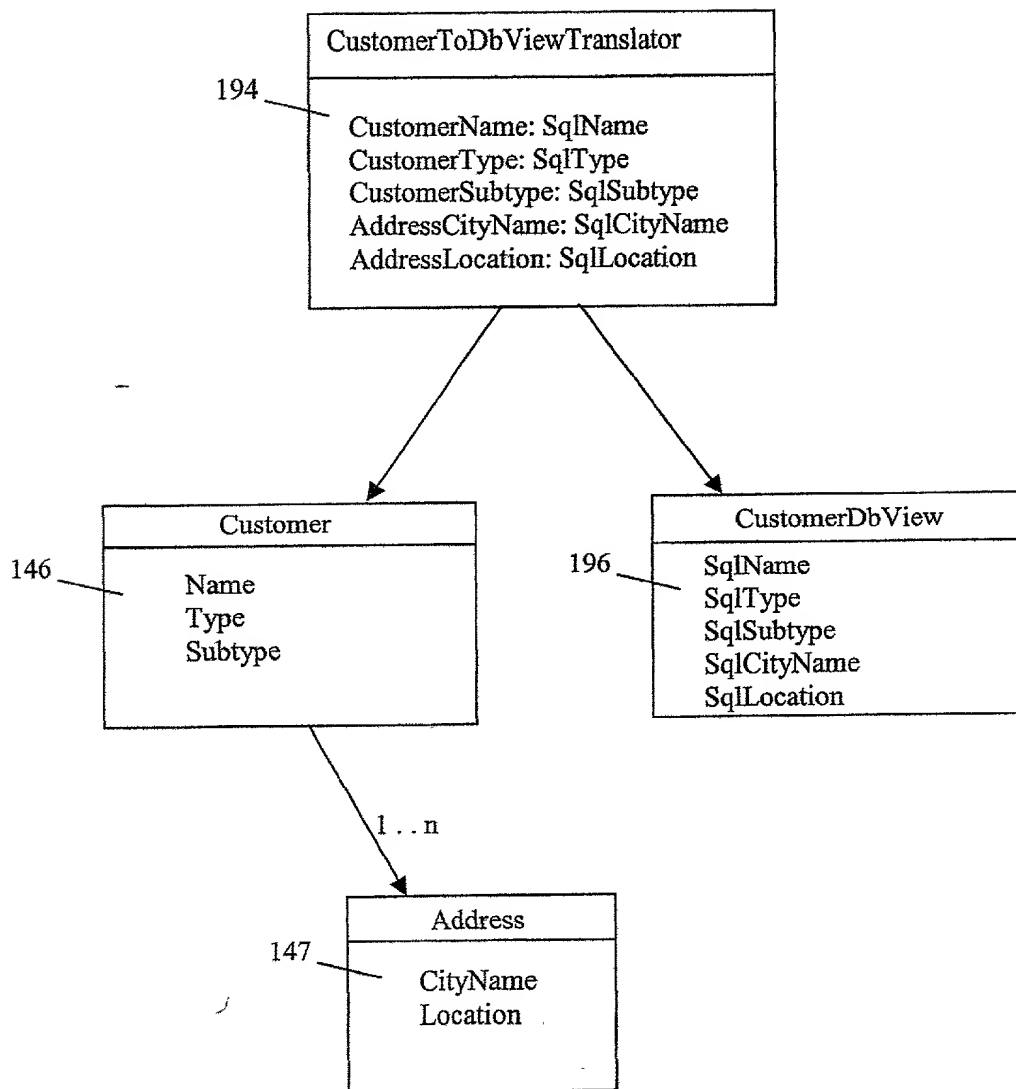 CustomerToDbViewTranslator
194
CustomerName: SqlName
CustomerType: SqlType
CustomerSubtype: SqlSubtype
AddressCityName: SqlCityName
AddressLocation: SqlLocation
Customer
146
Name
Type
Subtype
CustomerDbView
196
SqlName
SqlType
SqlSubtype
SqlCityName
SqlLocation
1 . . n
Address
147
CityName
Location